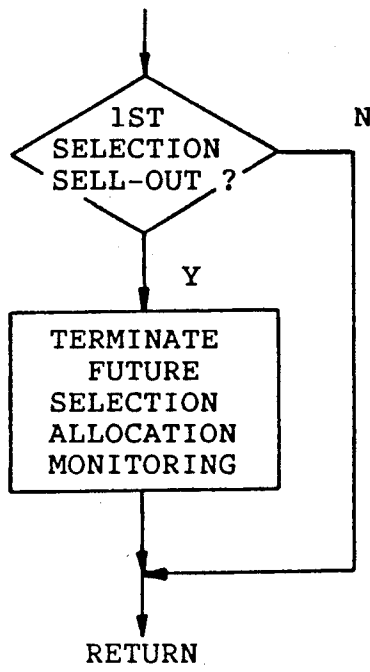 1ST
SELECTION
SELL-OUT ?
N
Y
TERMINATE
FUTURE
SELECTION
ALLOCATION
MONITORING
RETURN